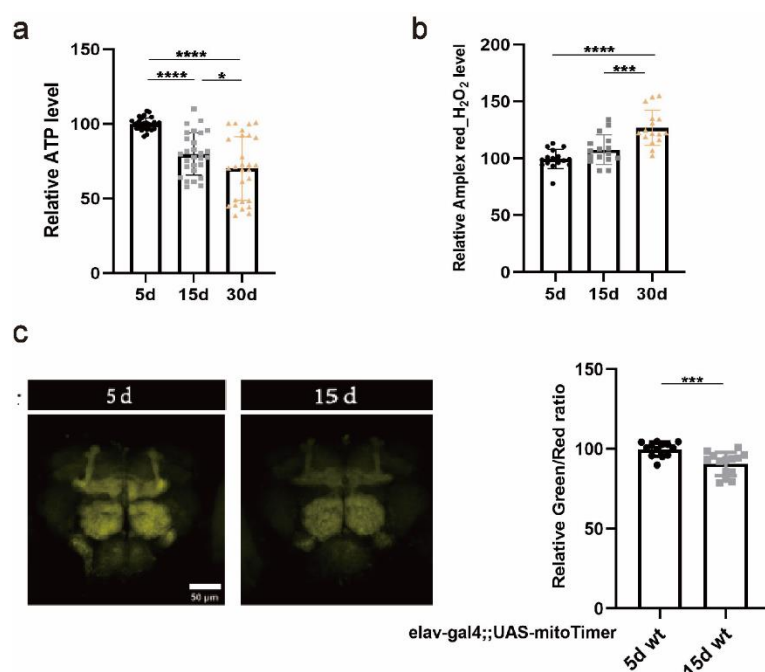 a
150
100
50
0
Relative ATP level
****
**** *
5d 15d 30d
b
200
150
100
50
0
Relative Amplex red_H₂O₂ level
****
***
5d 15d 30d
c
:
5 d
15 d
50 μm
elav-gal4;;UAS-mitoTimer
150
100
50
0
Relative Green/Red ratio
***
5d wt
15d wt